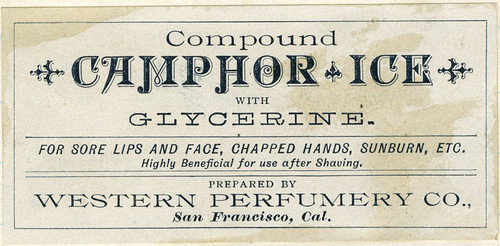 Compound
CAMPHOR ICE
WITH
GLYCERINE.
FOR SORE LIPS AND FACE, CHAPPED HANDS, SUNBURN, ETC.
Highly Beneficial for use after Shaving.
PREPARED BY
WESTERN PERFUMERY CO.,
San Francisco, Cal.